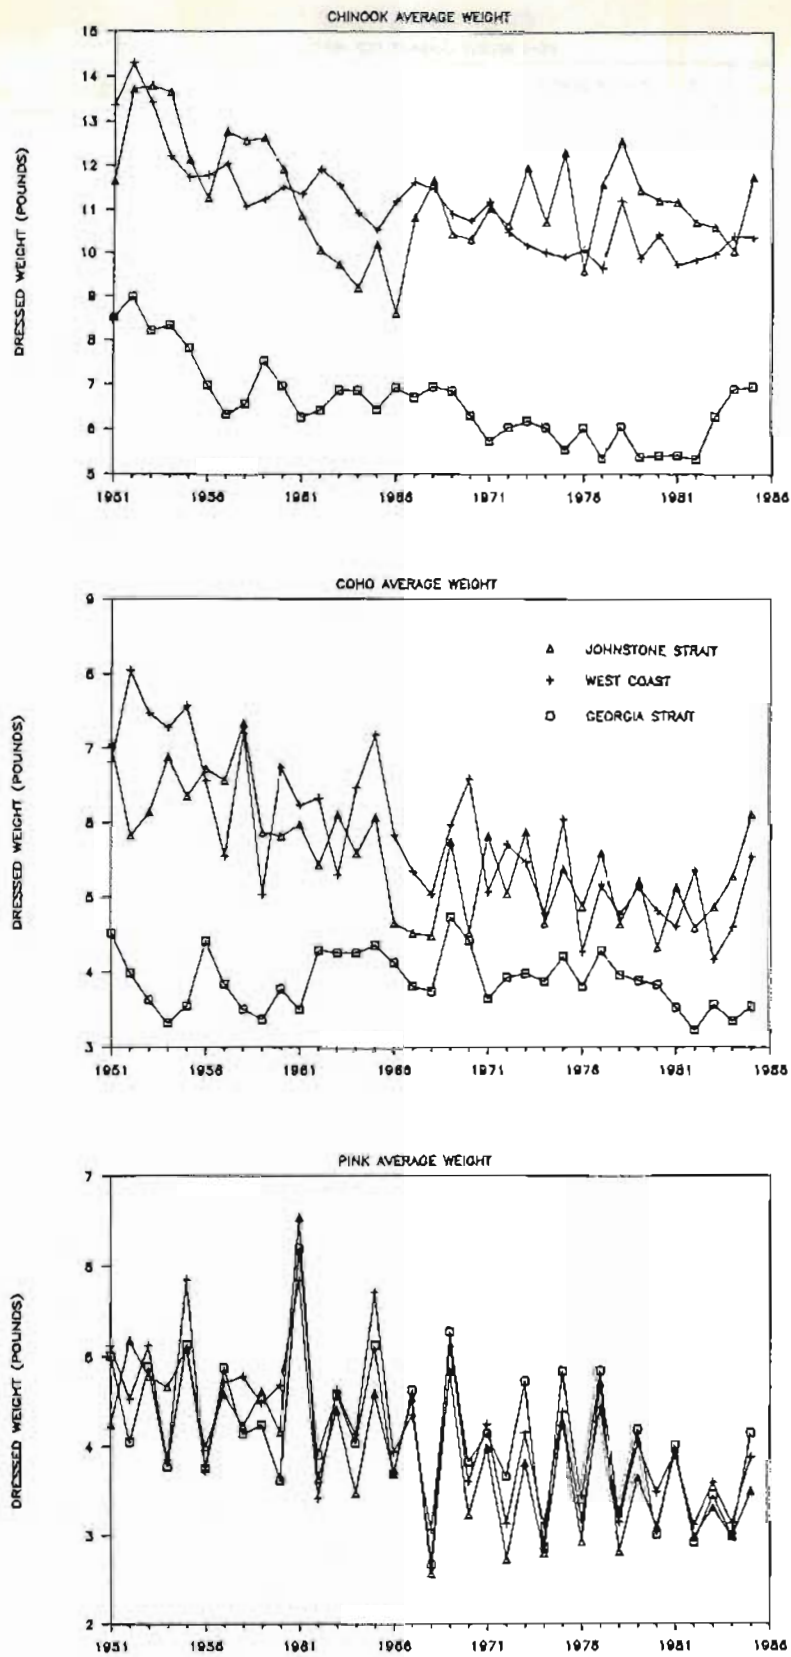 CHINOOK AVERAGE WEIGHT
DRESSED WEIGHT (POUNDS)
15
14
13
12
11
10
9
8
7
6
5
1951 1956 1961 1966 1971 1976 1981 1986
COHO AVERAGE WEIGHT
DRESSED WEIGHT (POUNDS)
9
8
7
6
5
4
3
JOHNSTONE STRAIT
WEST COAST
GEORGIA STRAIT
1951 1956 1961 1966 1971 1976 1981 1986
PINK AVERAGE WEIGHT
DRESSED WEIGHT (POUNDS)
7
6
5
4
3
2
1951 1956 1961 1966 1971 1976 1981 1986